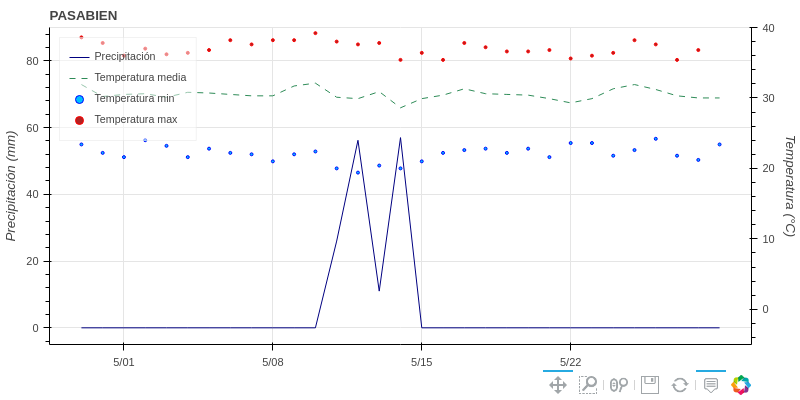 PASABIEN
Precipitación
Temperatura media
Temperatura min
Temperatura max
Precipitación (mm)
80
60
40
20
0
Temperatura (°C)
40
30
20
10
0
5/01
5/08
5/15
5/22